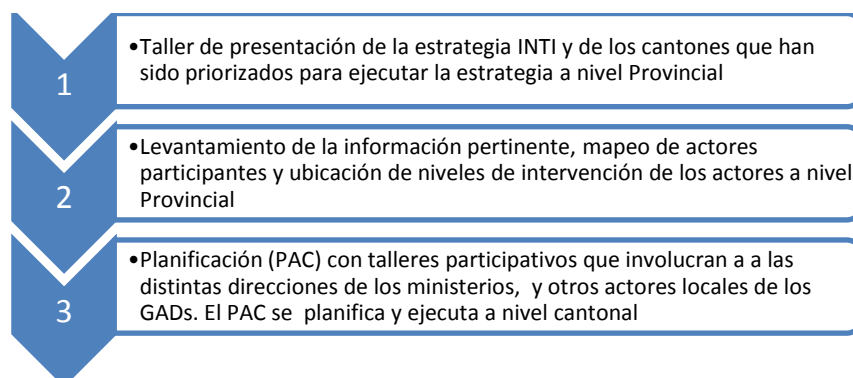 1
•Taller de presentación de la estrategia INTI y de los cantones que han
sido priorizados para ejecutar la estrategia a nivel Provincial
2
•Levantamiento de la información pertinente, mapeo de actores
participantes y ubicación de niveles de intervención de los actores a nivel
Provincial
3
•Planificación (PAC) con talleres participativos que involucran a a las
distintas direcciones de los ministerios, y otros actores locales de los
GADs. El PAC se planifica y ejecuta a nivel cantonal